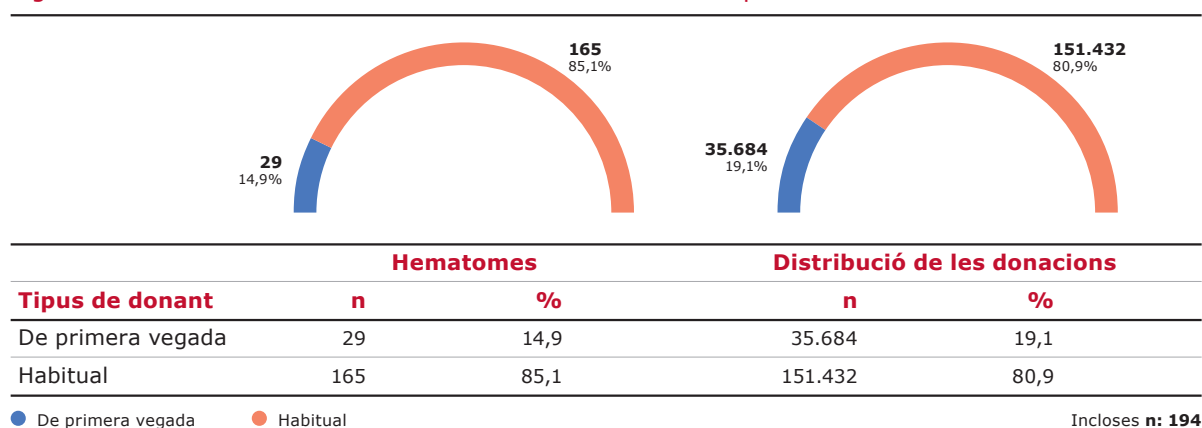 165
85,1%
29
14,9%
151.432
80,9%
35.684
19,1%
Hematomes Distribució de les donacions
Tipus de donant n % n %
De primera vegada 29 14,9 35.684 19,1
Habitual 165 85,1 151.432 80,9
De primera vegada Habitual Incloses n: 194